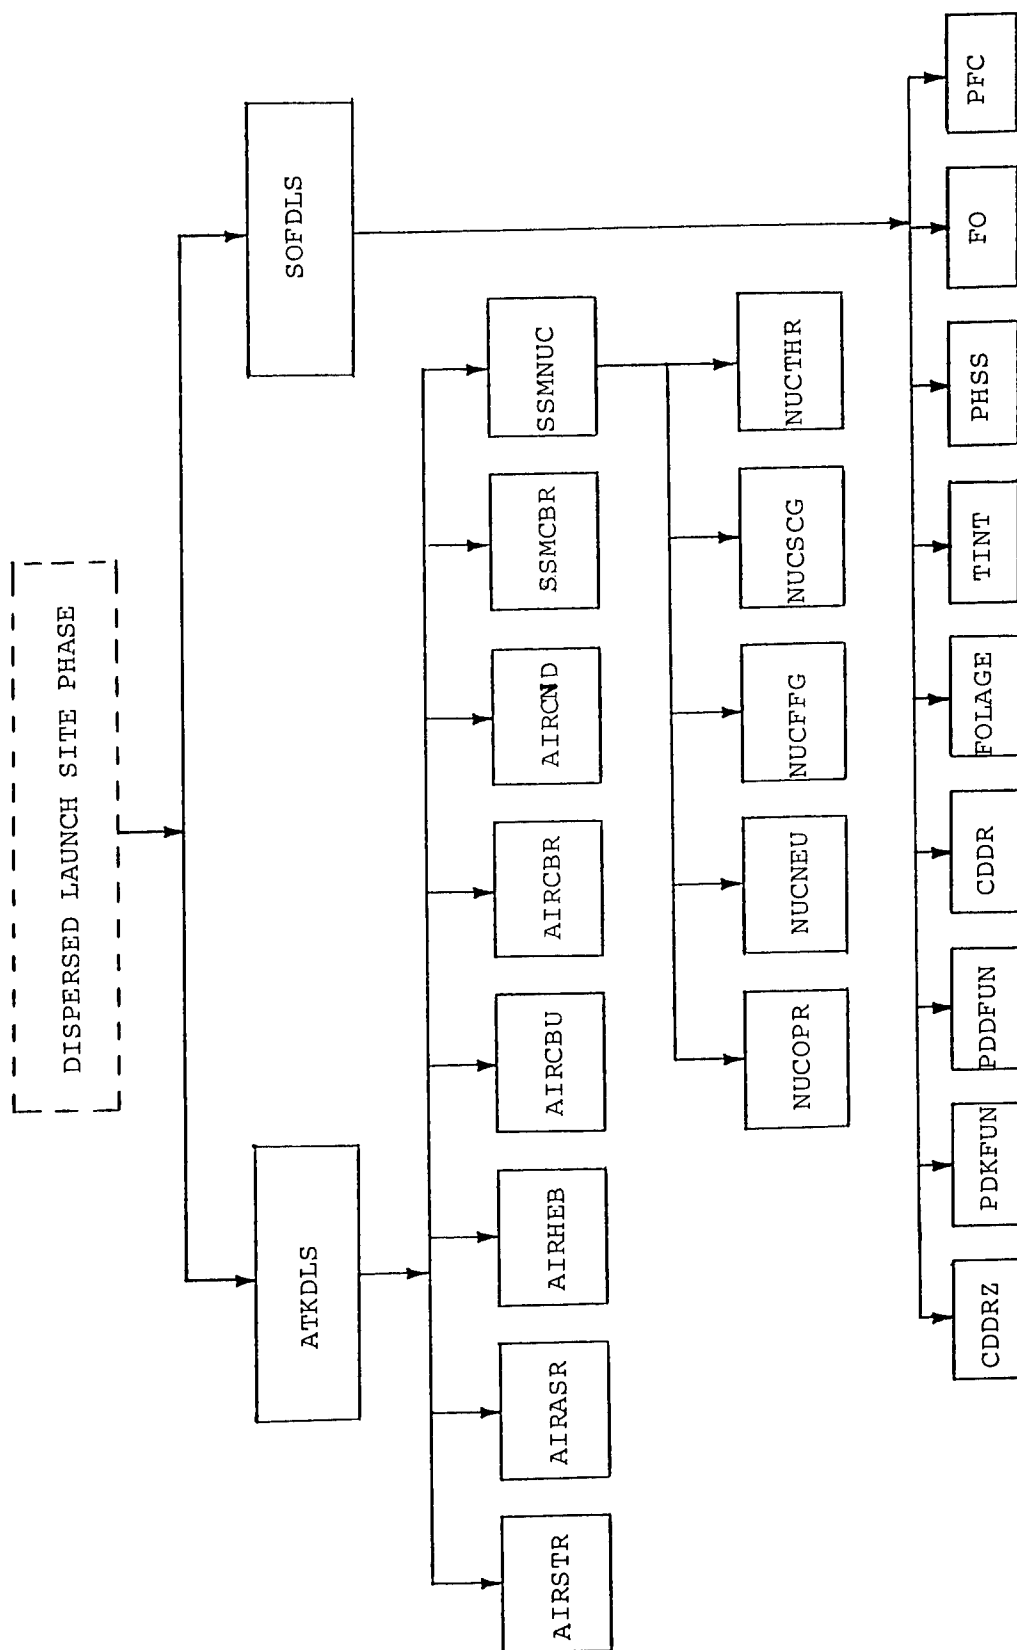 DISPERSED LAUNCH SITE PHASE
ATKDLS
SOFDLS
AIRSTR
AIRASR
AIRHEB
AIRCBU
AIRCBR
AIRCND
SSMCBR
SSMNUC
NUCOPR
NUCNEU
NUCFFG
NUCSCG
NUCTHR
CDDRZ
PDKFUN
PDDFUN
CDDR
FOLAGE
TINT
PHSS
FO
PFC